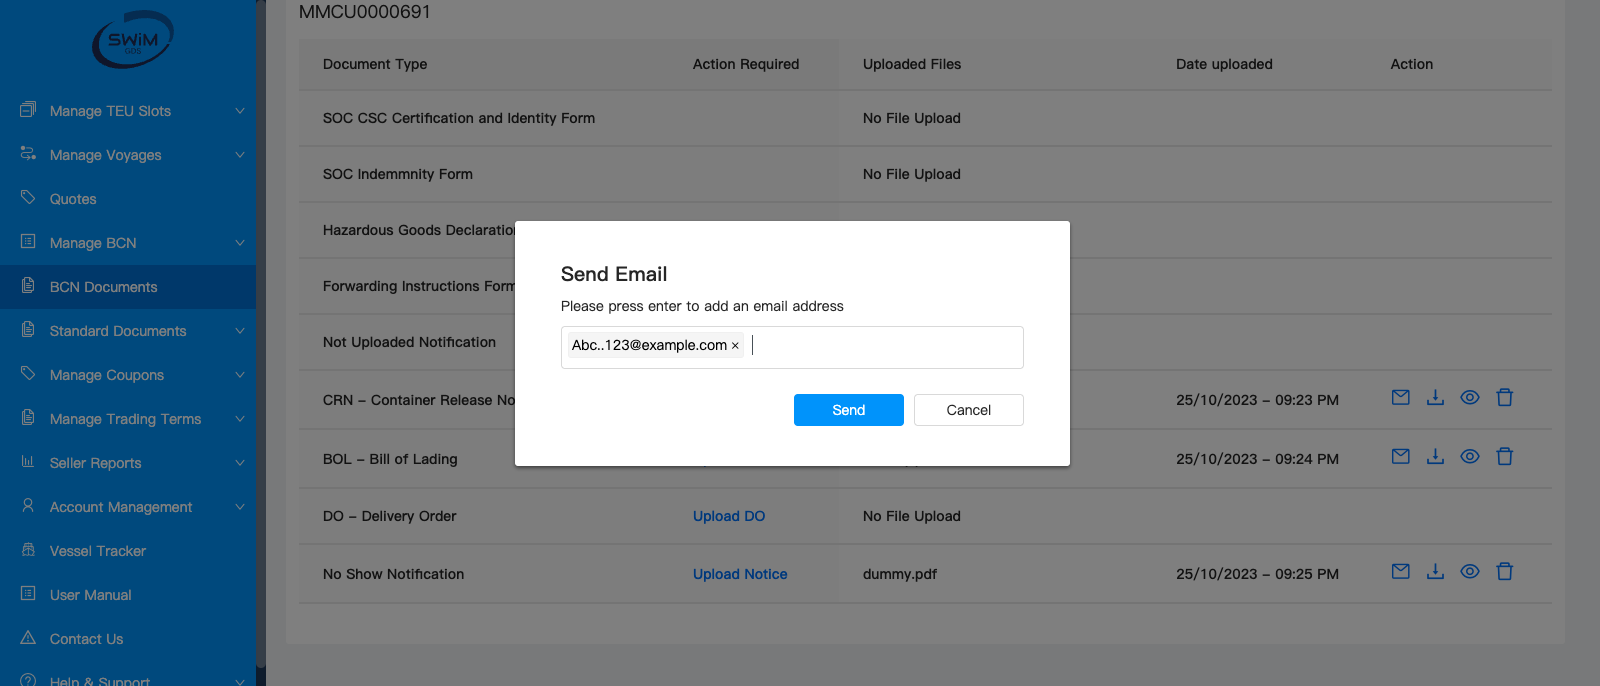 SWIM
GDS
Manage TEU Slots
Manage Voyages
Quotes
Manage BCN
BCN Documents
Standard Documents
Manage Coupons
Manage Trading Terms
Seller Reports
Account Management
Vessel Tracker
User Manual
Contact Us
Help & Support
MMCU0000691
Document Type Action Required Uploaded Files Date uploaded Action
SOC CSC Certification and Identity Form No File Upload
SOC Indemmnity Form No File Upload
Hazardous Goods Declaration
Forwarding Instructions Form
Not Uploaded Notification
CRN - Container Release No 25/10/2023 - 09:23 PM
BOL - Bill of Lading 25/10/2023 - 09:24 PM
DO - Delivery Order Upload DO No File Upload
No Show Notification Upload Notice dummy.pdf 25/10/2023 - 09:25 PM
Send Email
Please press enter to add an email address
Abc..123@example.com ×
Send Cancel